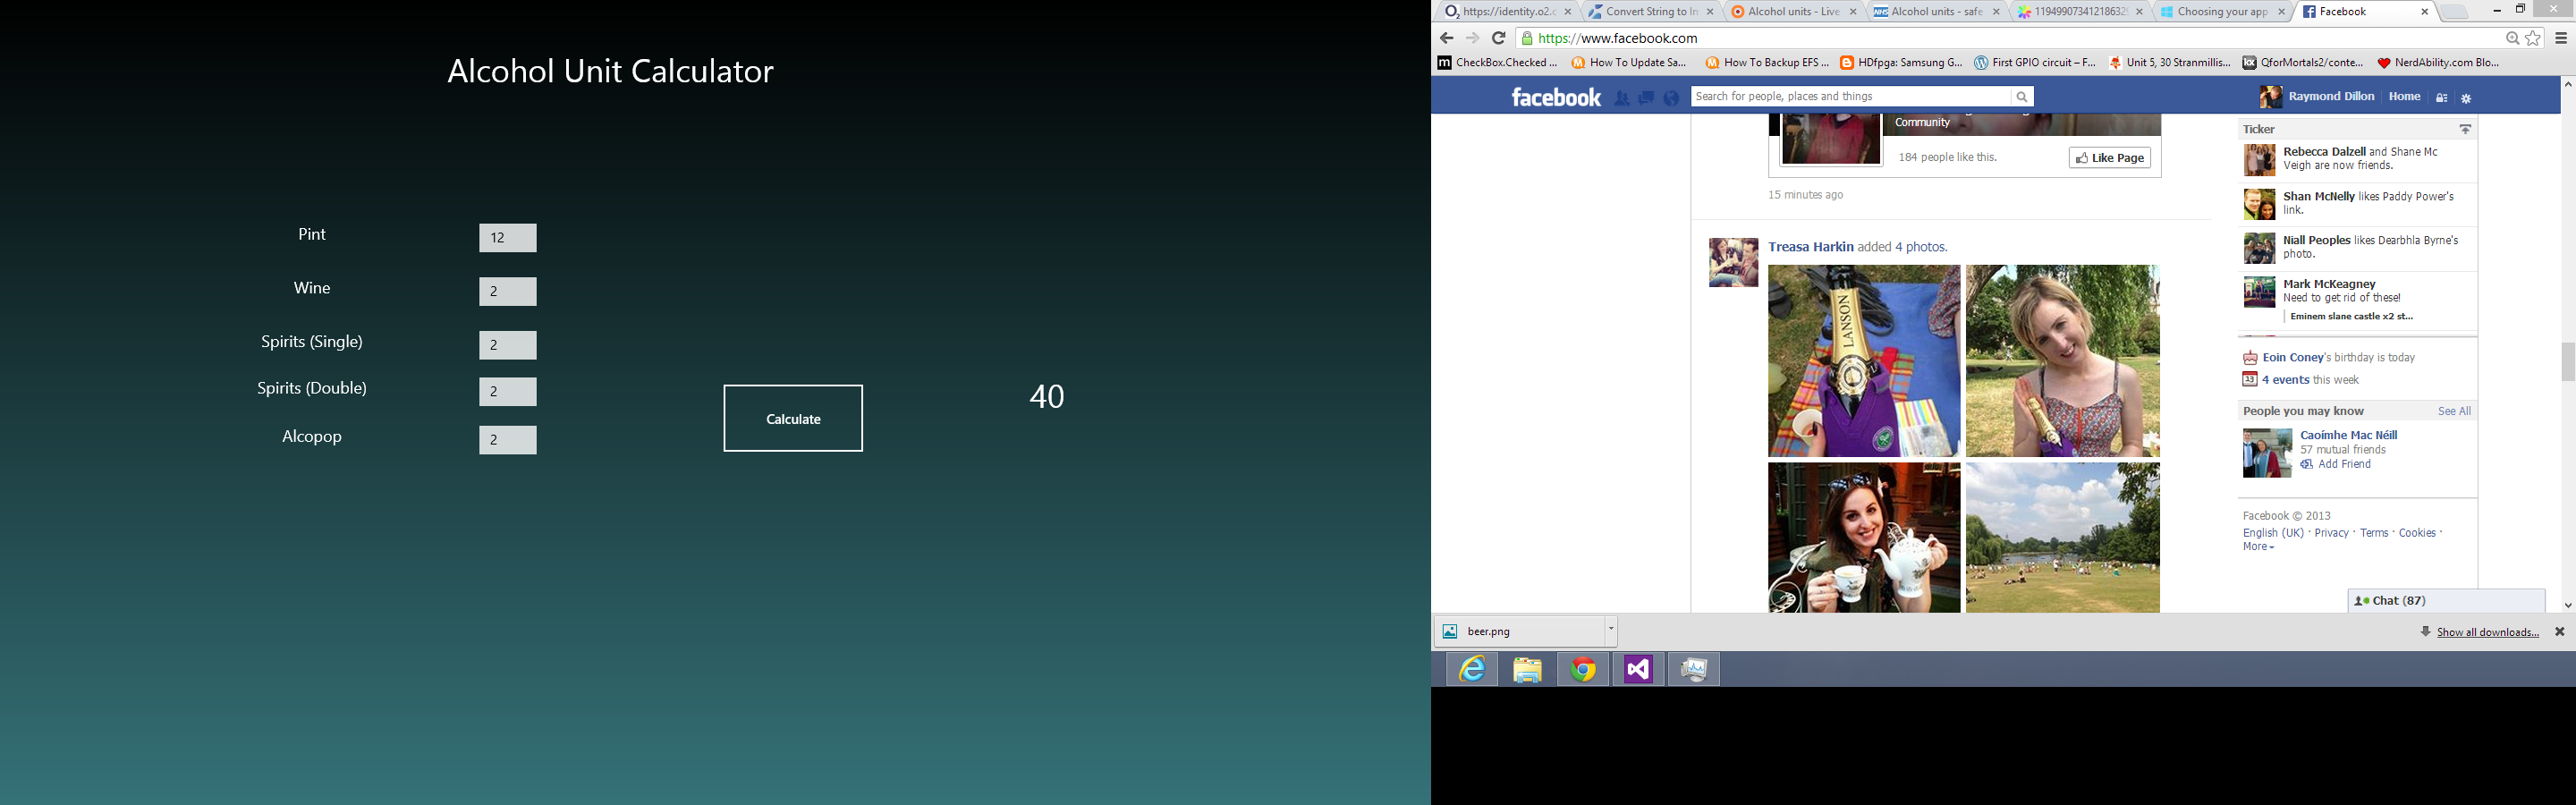 Alcohol Unit Calculator
Pint
12
Wine
2
Spirits (Single)
2
Spirits (Double)
2
Alcopop
2
Calculate
40
https://identity.o2.c
Convert String to In
Alcohol units - Live
Alcohol units - safe
11949907341218632
Choosing your app
Facebook
https://www.facebook.com
CheckBox.Checked ...
How To Update Sa...
How To Backup EFS ...
HDfpga: Samsung G...
First GPIO circuit – F...
Unit 5, 30 Stranmillis...
QforMortals2/conte...
NerdAbility.com Blo...
facebook
Search for people, places and things
Raymond Dillon
Home
Community
184 people like this.
Like Page
15 minutes ago
Treasa Harkin added 4 photos.
LANSON
Ticker
Rebecca Dalzell and Shane Mc
Veigh are now friends.
Shan McNelly likes Paddy Power's
link.
Niall Peoples likes Dearbhla Byrne's
photo.
Mark McKeagney
Need to get rid of these!
Eminem slane castle x2 st...
Eoin Coney's birthday is today
4 events this week
People you may know
See All
Caoímhe Mac Néill
57 mutual friends
Add Friend
Facebook © 2013
English (UK) · Privacy · Terms · Cookies ·
More
Chat (87)
beer.png
Show all downloads...